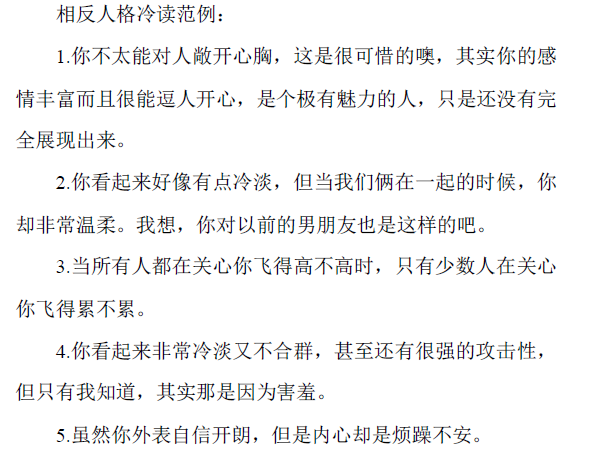 相反人格冷读范例：
1.你不太能对人敞开心胸，这是很可惜的噢，其实你的感
情丰富而且很能逗人开心，是个极有魅力的人，只是还没有完
全展现出来。
2.你看起来好像有点冷淡，但当我们俩在一起的时候，你
却非常温柔。我想，你对以前的男朋友也是这样的吧。
3.当所有人都在关心你飞得高不高时，只有少数人在关心
你飞得累不累。
4.你看起来非常冷淡又不合群，甚至还有很强的攻击性，
但只有我知道，其实那是因为害羞。
5.虽然你外表自信开朗，但是内心却是烦躁不安。